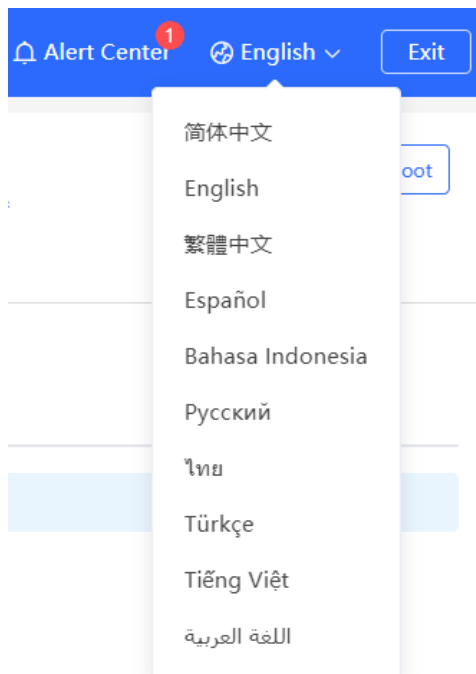 Alert Center 1 English Exit
简体中文
oot
English
繁體中文
Español
Bahasa Indonesia
Русский
ไทย
Türkçe
Tiếng Việt
اللغة العربية